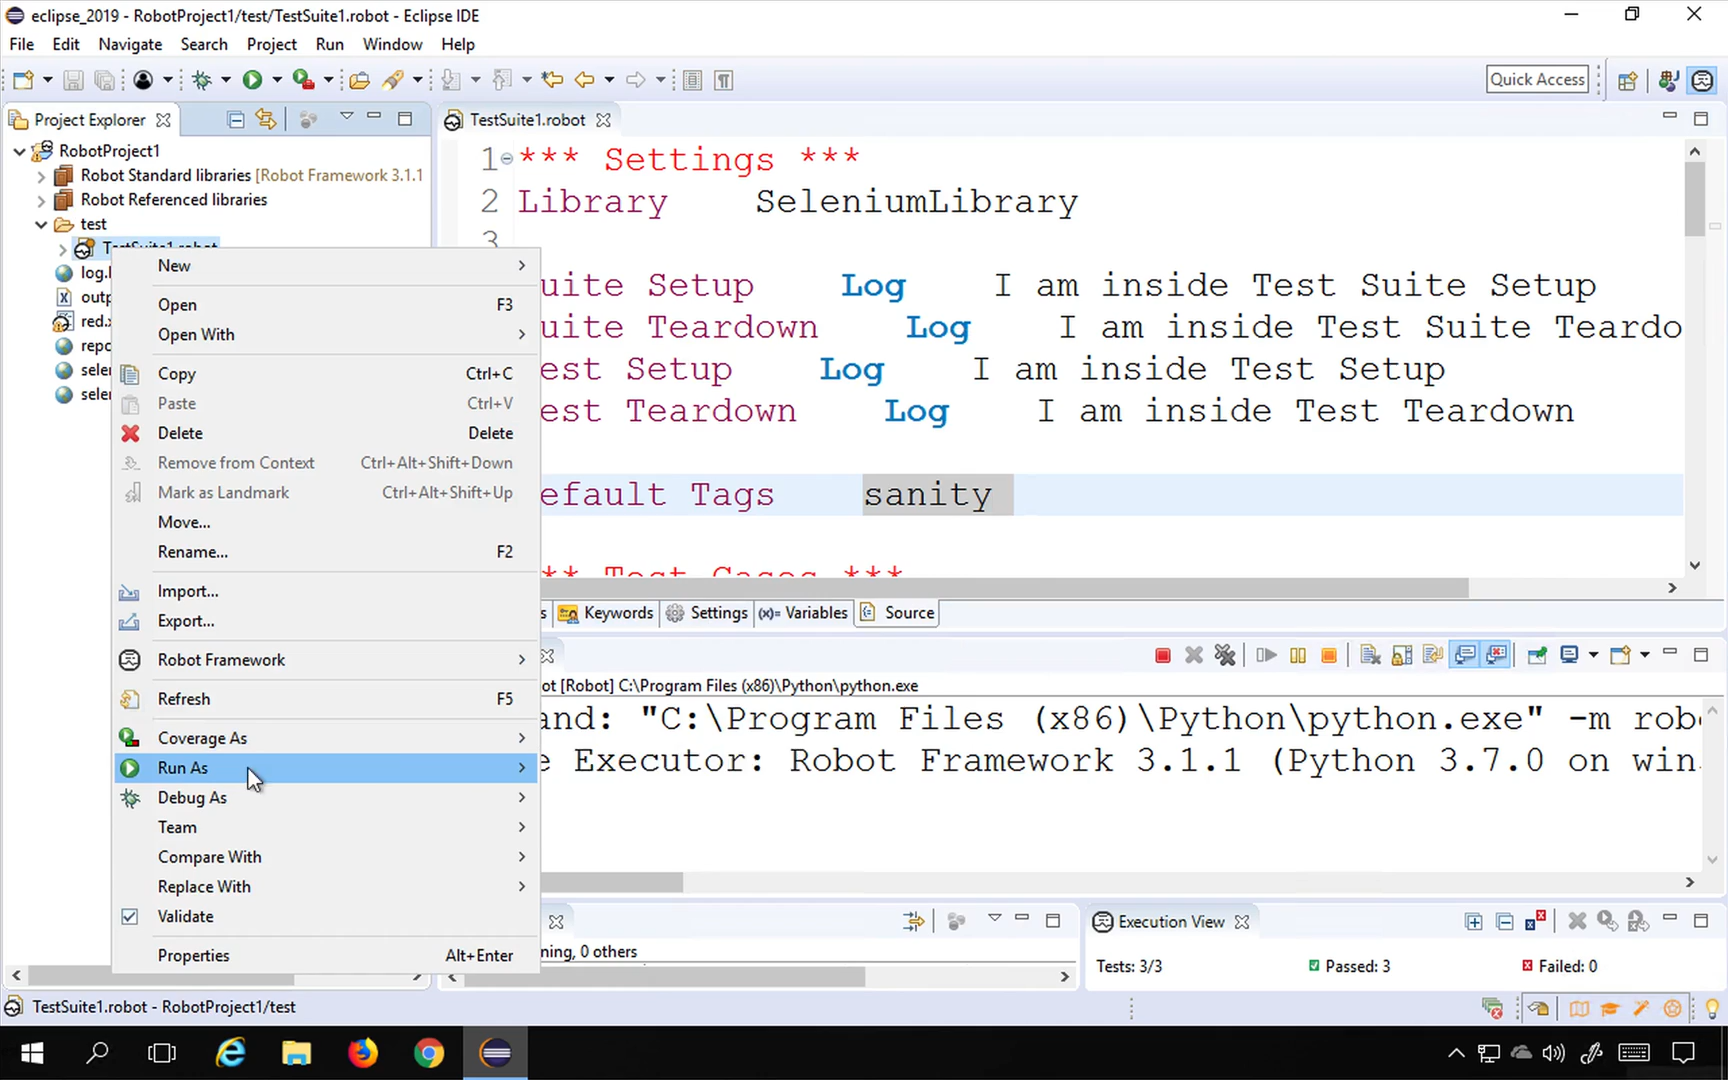 eclipse_2019 - RobotProject1/test/TestSuite1.robot - Eclipse IDE
File Edit Navigate Search Project Run Window Help
Quick Access
Project Explorer
TestSuite1.robot
RobotProject1
Robot Standard libraries [Robot Framework 3.1.1
Robot Referenced libraries
test
TestSuite1.robot
log.
outp
red.x
repo
sele
sele
1 *** Settings ***
2 Library SeleniumLibrary
3
uite Setup Log I am inside Test Suite Setup
uite Teardown Log I am inside Test Suite Teardo
est Setup Log I am inside Test Setup
est Teardown Log I am inside Test Teardown
efault Tags sanity
** Test Cases ***
New
Open F3
Open With
Copy Ctrl+C
Paste Ctrl+V
Delete Delete
Remove from Context Ctrl+Alt+Shift+Down
Mark as Landmark Ctrl+Alt+Shift+Up
Move...
Rename... F2
Import...
Export...
Robot Framework
Refresh F5
Coverage As
Run As
Debug As
Team
Compare With
Replace With
Validate
Properties Alt+Enter
s Keywords Settings (x)= Variables Source
ot [Robot] C:\Program Files (x86)\Python\python.exe
and: "C:\Program Files (x86)\Python\python.exe" -m rob
e Executor: Robot Framework 3.1.1 (Python 3.7.0 on win
ning, 0 others
Execution View
Tests: 3/3 Passed: 3 Failed: 0
TestSuite1.robot - RobotProject1/test